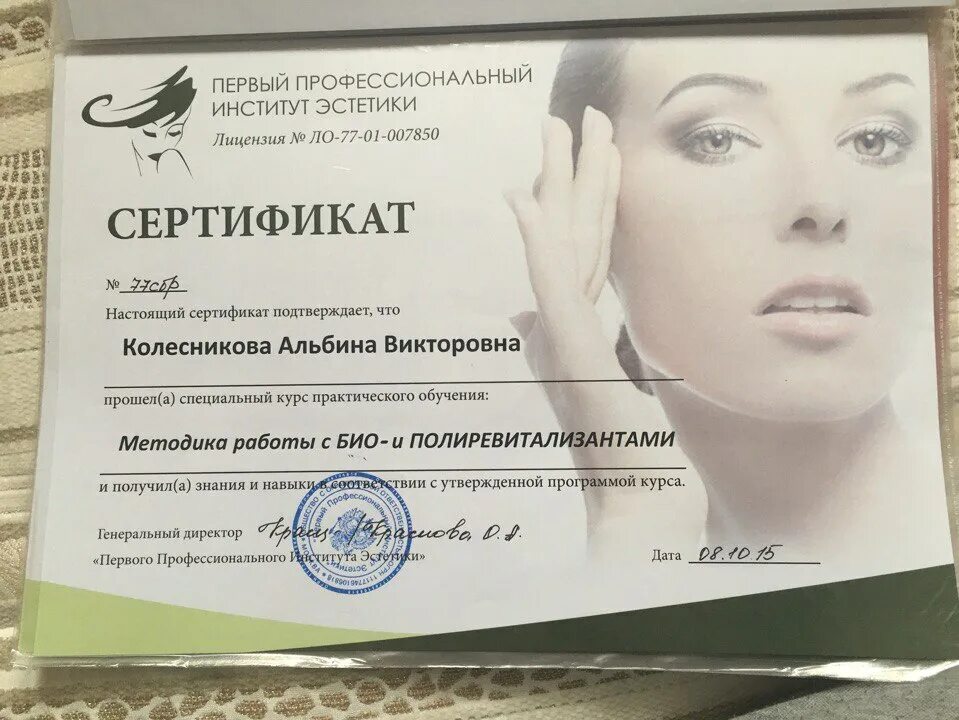 ПЕРВЫЙ ПРОФЕССИОНАЛЬНЫЙ
ИНСТИТУТ ЭСТЕТИКИ
Лицензия № ЛО-77-01-007850
СЕРТИФИКАТ
№ 77сбр
Настоящий сертификат подтверждает, что
Колесникова Альбина Викторовна
прошел(а) специальный курс практического обучения:
Методика работы с БИО- и ПОЛИРЕВИТАЛИЗАНТАМИ
и получил(а) знания и навыки в соответствии с утвержденной программой курса.
Генеральный директор
«Первого Профессионального Института Эстетики»
Дата 08.10.15